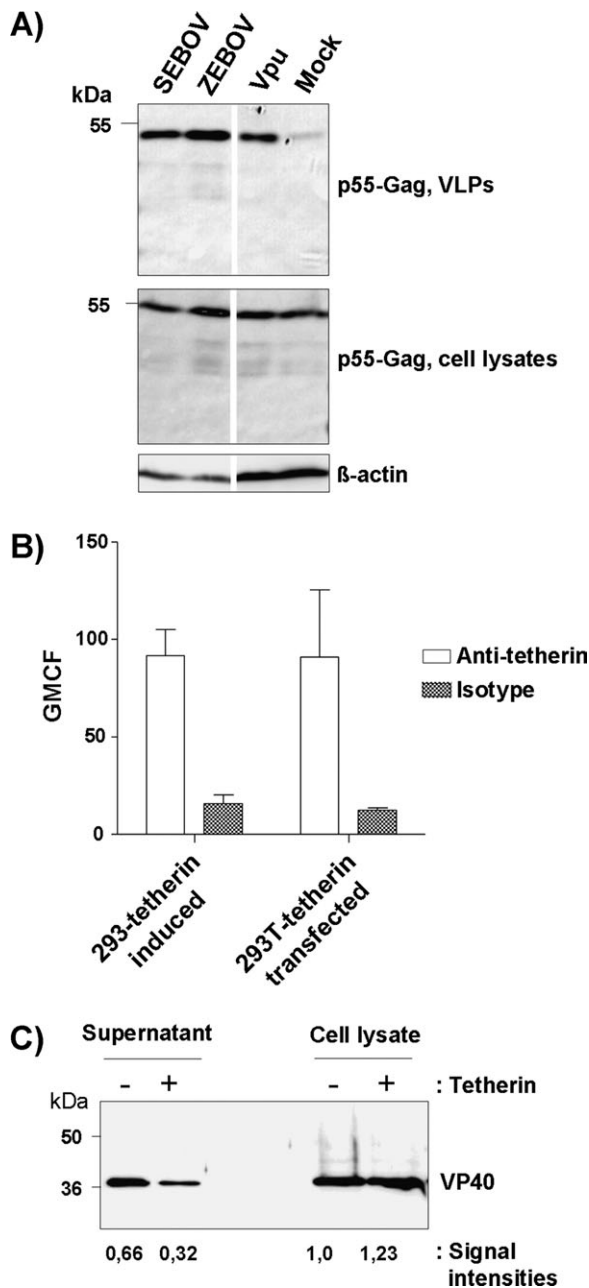 A)
SEBOV ZEBOV Vpu Mock
kDa
55
p55-Gag, VLPs
55
p55-Gag, cell lysates
ß-actin
B)
150
100
50
0
GMCF
Anti-tetherin
Isotype
293-tetherin
induced
293T-tetherin
transfected
C)
Supernatant Cell lysate
- + - + : Tetherin
kDa
50
36
VP40
0,66 0,32 1,0 1,23 : Signal
intensities